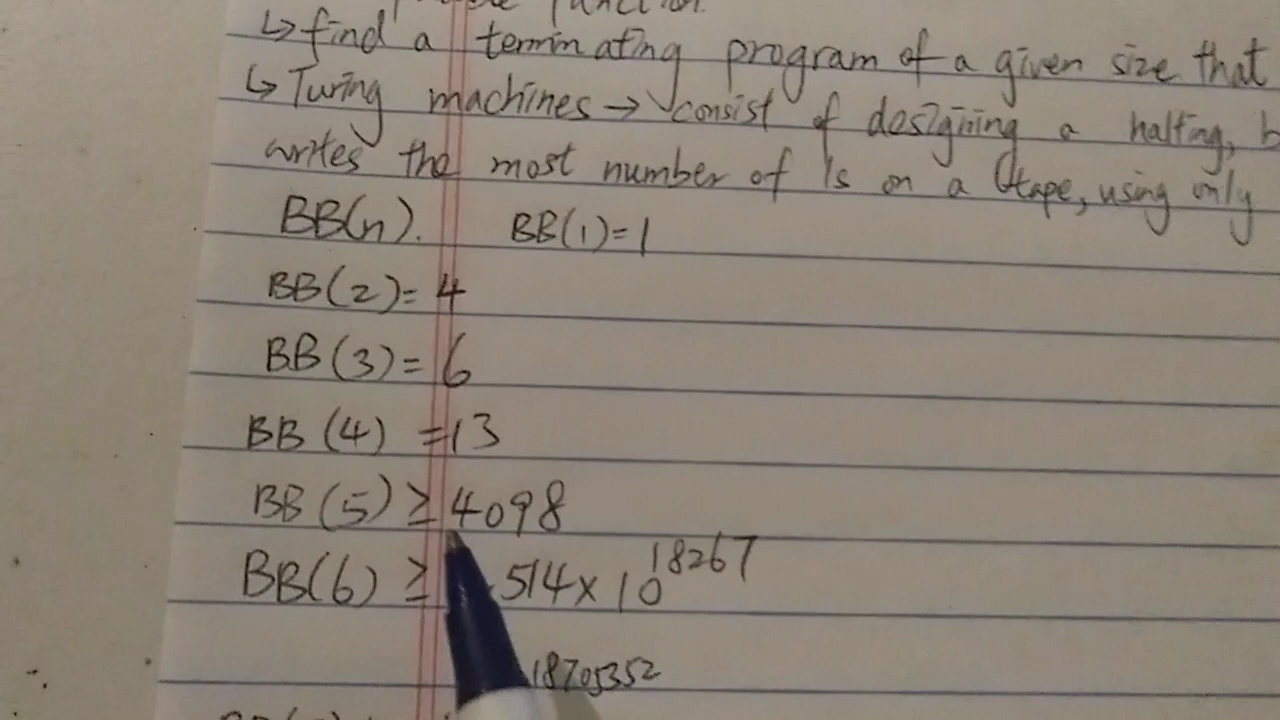 function
↳ find a terminating program of a given size that
↳ Turing machines → consist of designing a halting,
writes the most number of 1s on a tape, using only
BB(n). BB(1)=1
BB(2)=4
BB(3)=6
BB(4)=13
BB(5)≥4098
BB(6)≥ .514×10^18267
18705352